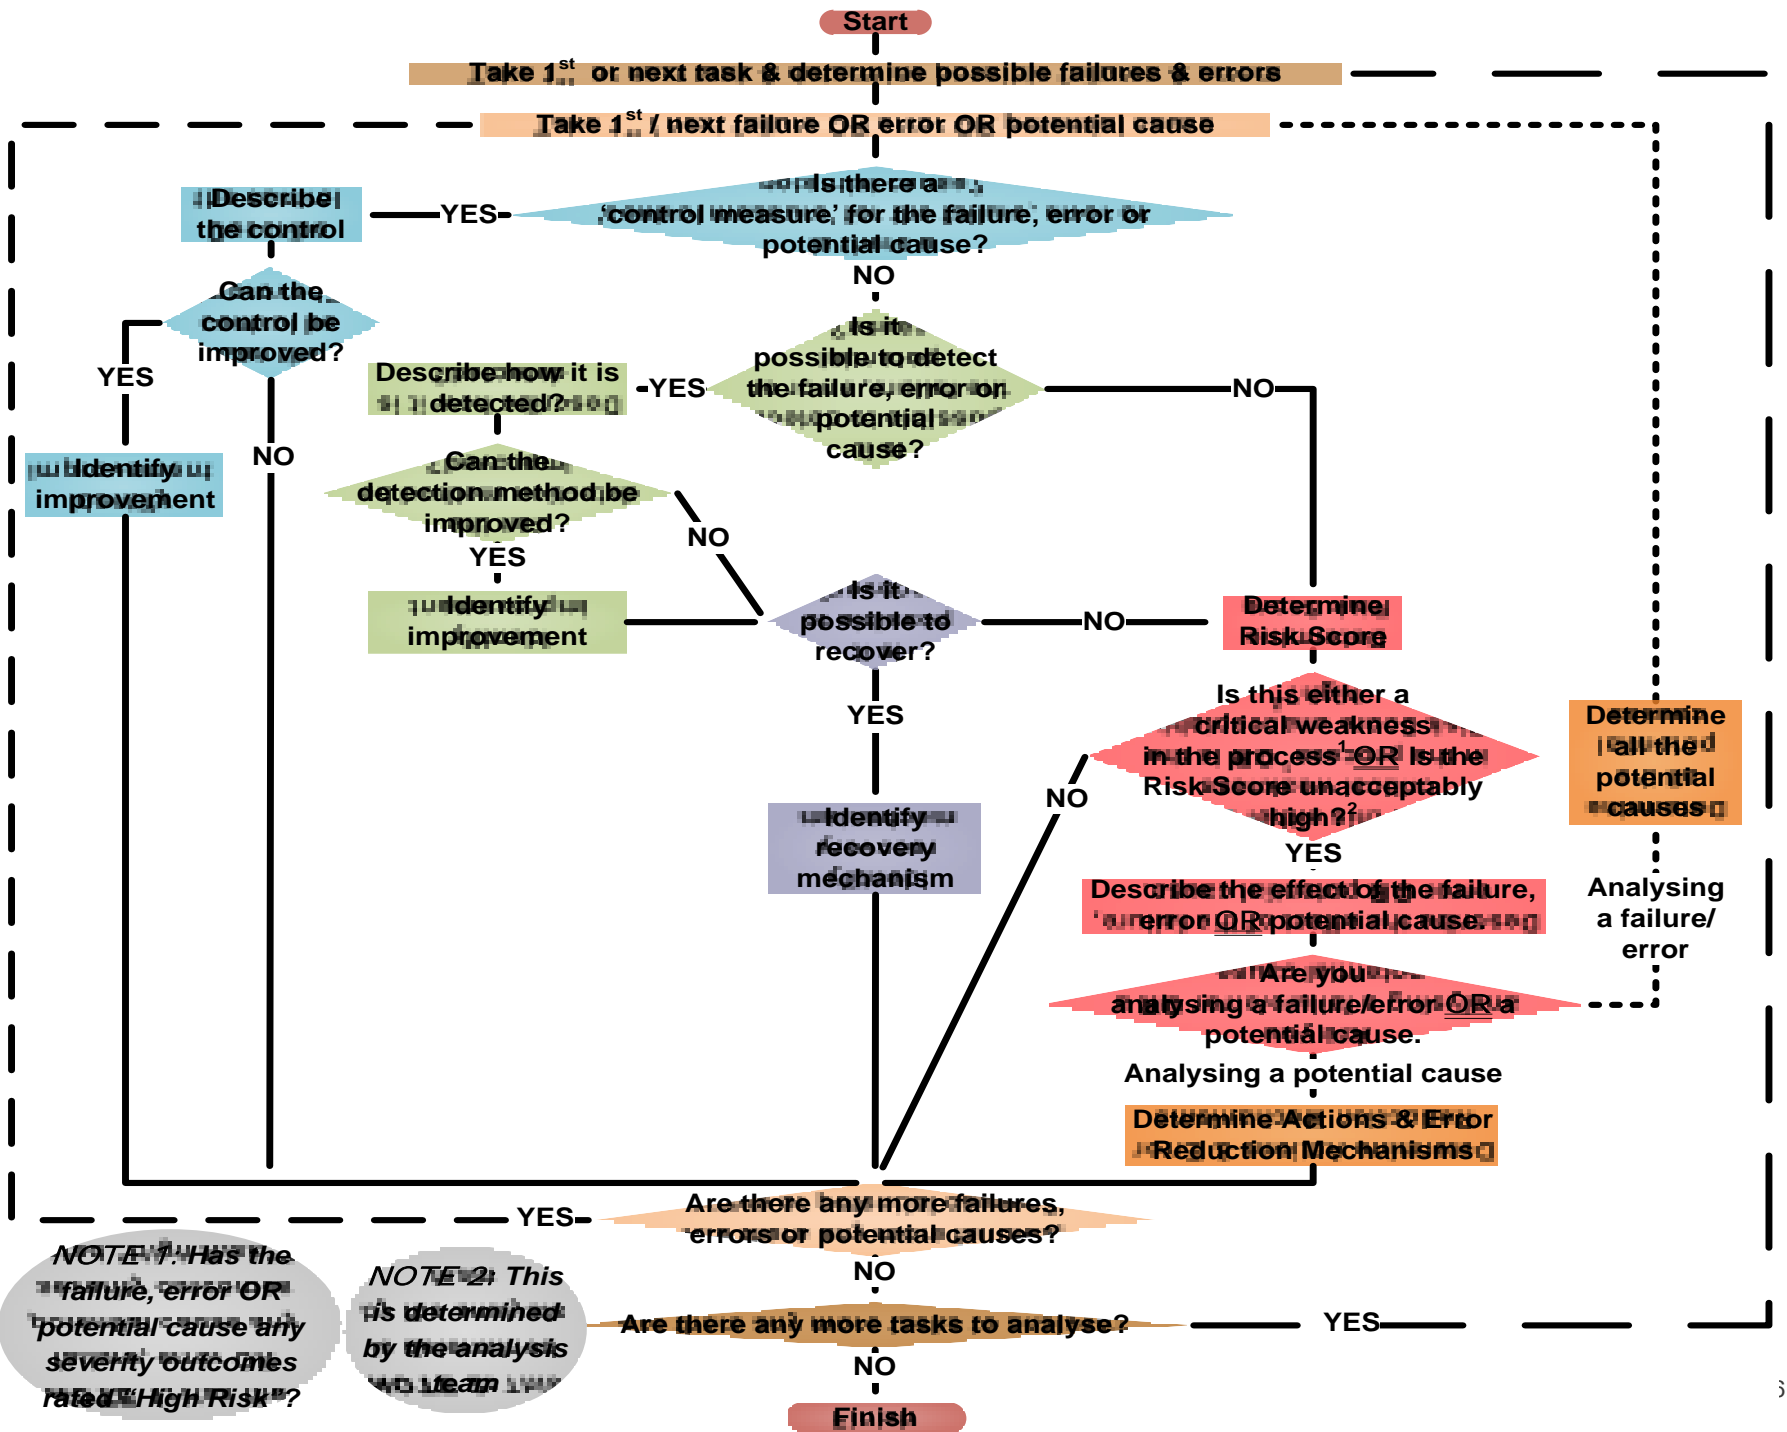 Start
Take 1st or next task & determine possible failures & errors
Take 1st / next failure OR error OR potential cause
Is there a
'control measure' for the failure, error or
potential cause?
YES
Describe
the control
NO
Can the
control be
improved?
YES
NO
Identify
improvement
Is it
possible to detect
the failure, error or
potential
cause?
YES
NO
Describe how it is
detected?
Can the
detection method be
improved?
NO
YES
Identify
improvement
Is it
possible to
recover?
NO
YES
Identify
recovery
mechanism
Determine
Risk Score
Is this either a
critical weakness
in the process1 OR Is the
Risk Score unacceptably
high?2
NO
YES
Describe the effect of the failure,
error OR potential cause.
Are you
analysing a failure/error OR a
potential cause.
Analysing
a failure/
error
Determine
all the
potential
causes
Analysing a potential cause
Determine Actions & Error
Reduction Mechanisms
Are there any more failures,
errors or potential causes?
YES
NO
Are there any more tasks to analyse?
YES
NO
Finish
NOTE 1: Has the
failure, error OR
potential cause any
severity outcomes
rated "High Risk"?
NOTE 2: This
is determined
by the analysis
team